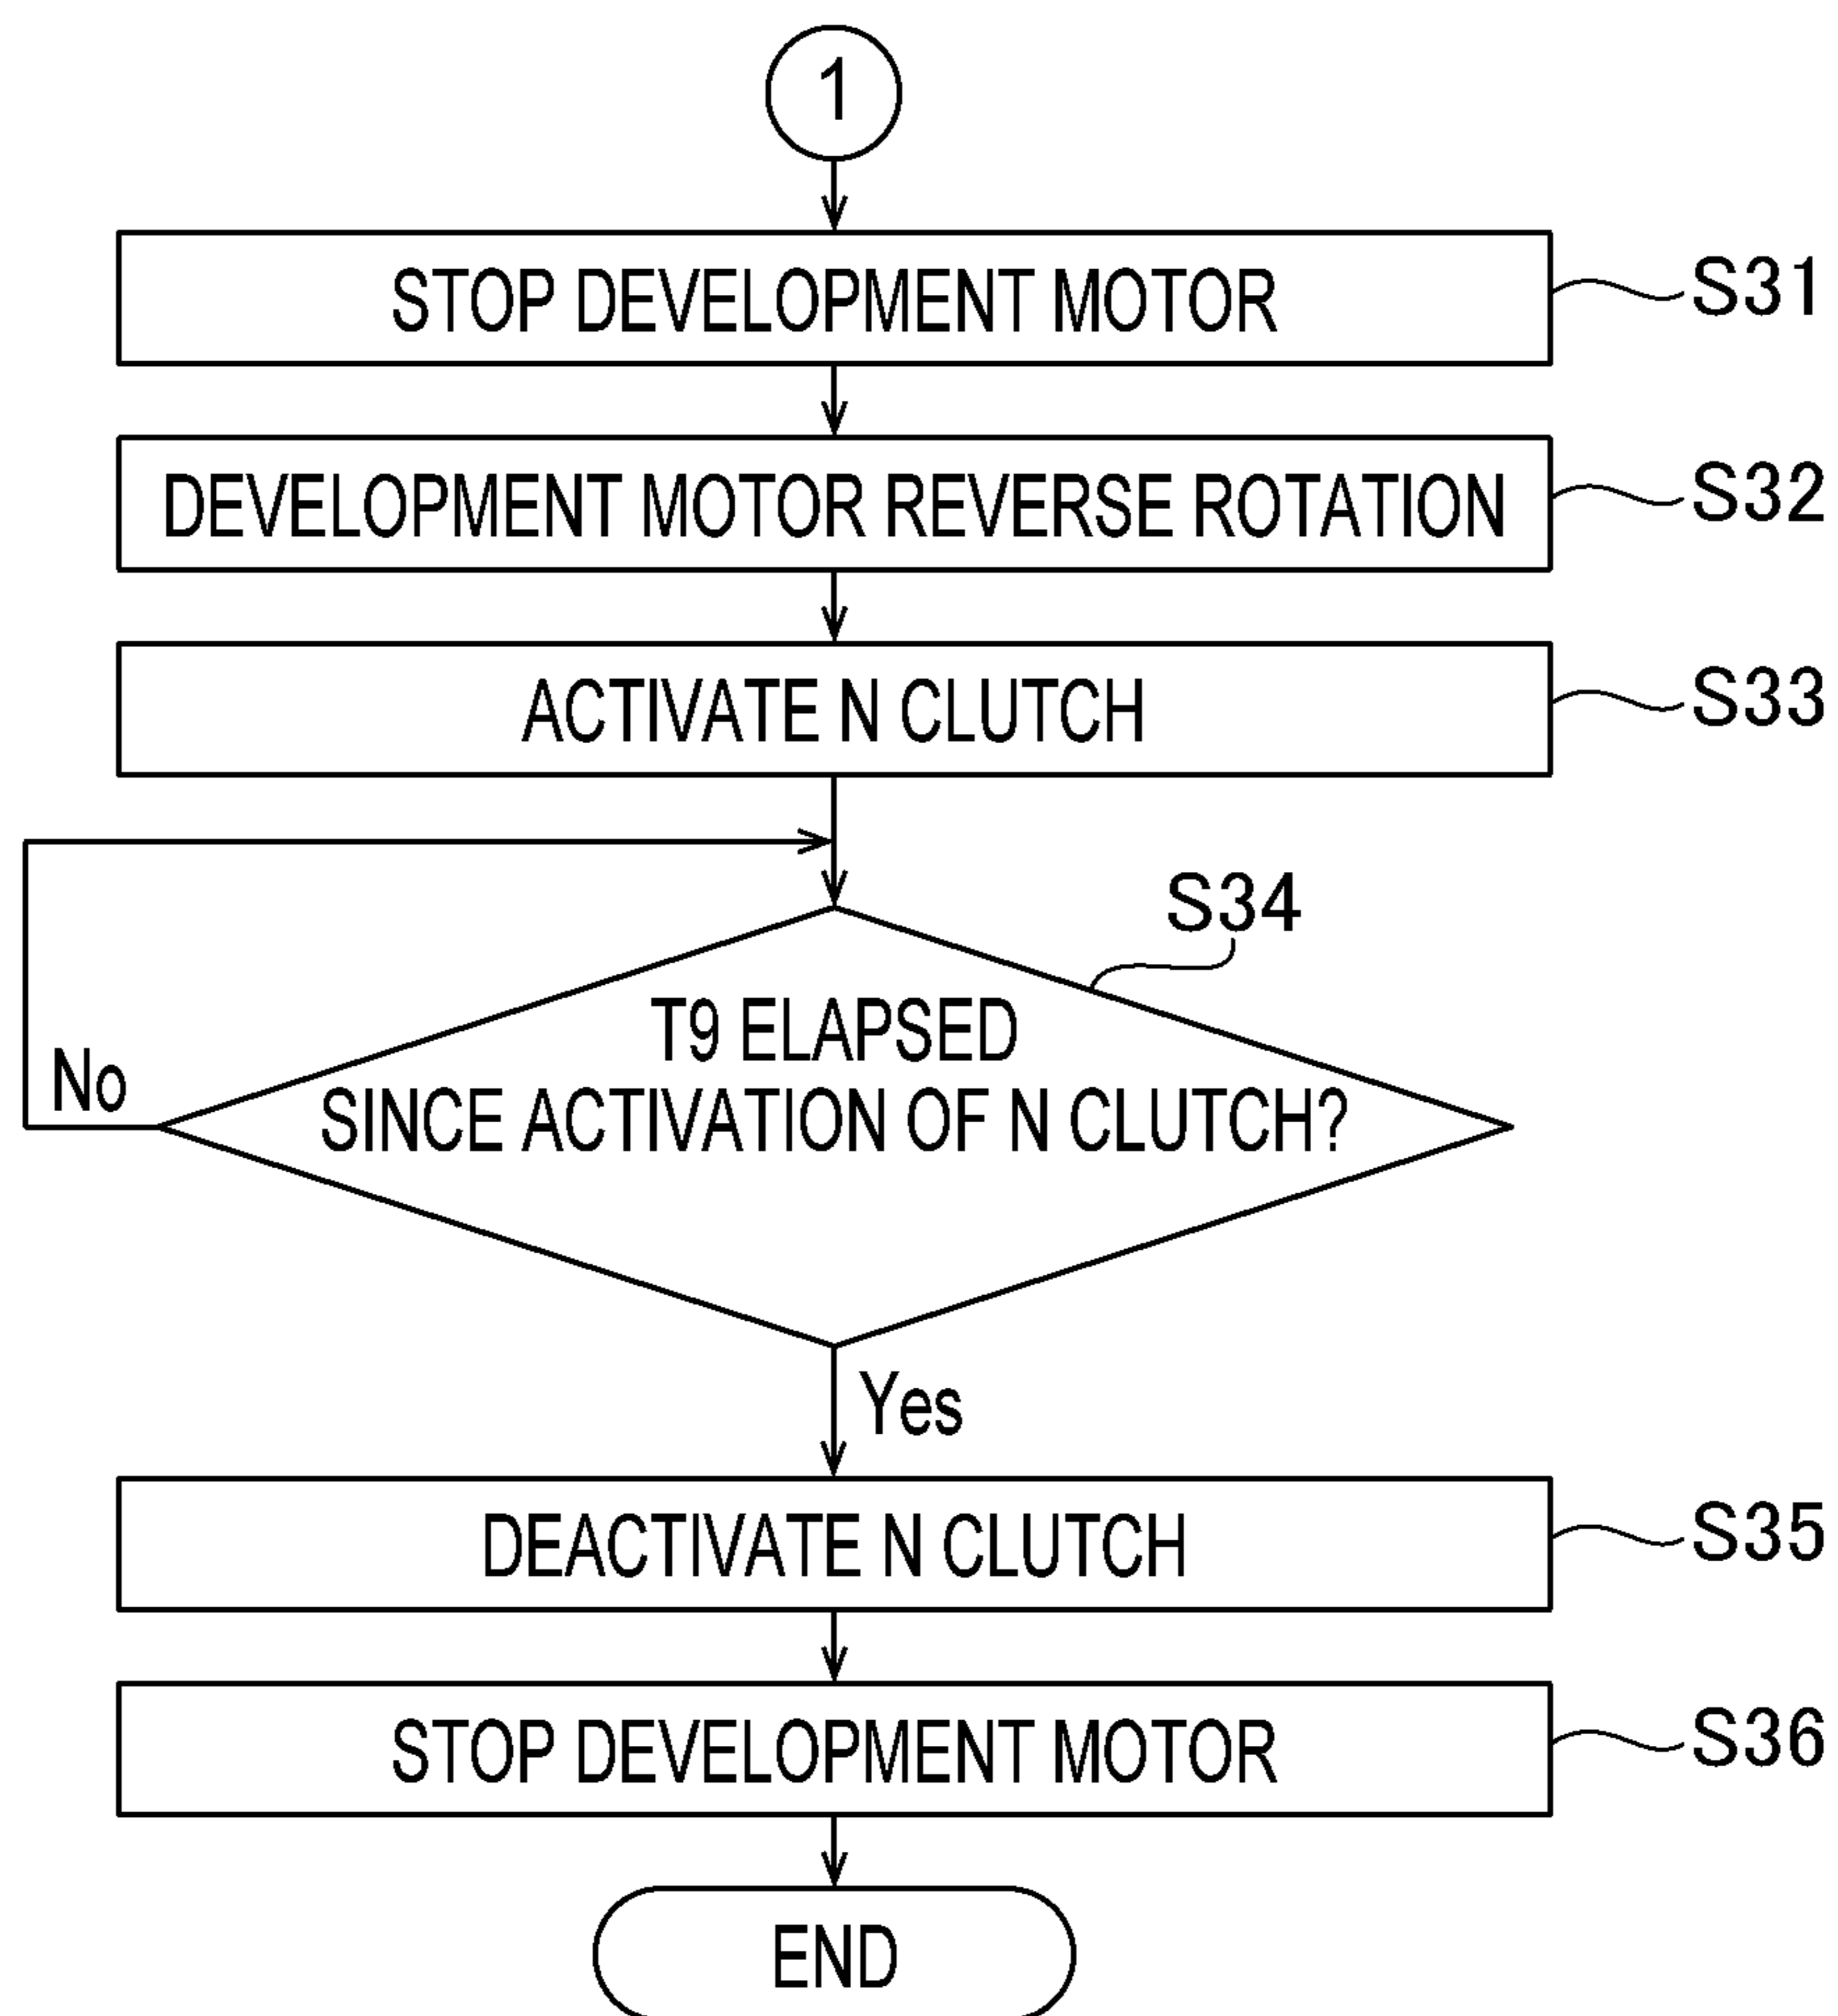 1
STOP DEVELOPMENT MOTOR
S31
DEVELOPMENT MOTOR REVERSE ROTATION
S32
ACTIVATE N CLUTCH
S33
S34
T9 ELAPSED
SINCE ACTIVATION OF N CLUTCH?
No
Yes
DEACTIVATE N CLUTCH
S35
STOP DEVELOPMENT MOTOR
S36
END